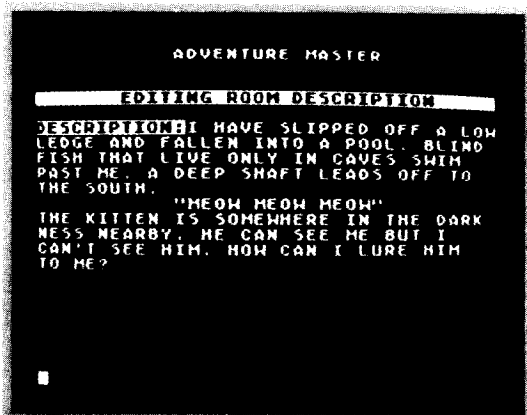 ADVENTURE MASTER
EDITING ROOM DESCRIPTION
DESCRIPTION:I HAVE SLIPPED OFF A LOW
LEDGE AND FALLEN INTO A POOL. BLIND
FISH THAT LIVE ONLY IN CAVES SWIM
PAST ME. A DEEP SHAFT LEADS OFF TO
THE SOUTH.
"MEOW MEOW MEOW"
THE KITTEN IS SOMEWHERE IN THE DARK
NESS NEARBY. HE CAN SEE ME BUT I
CAN'T SEE HIM. HOW CAN I LURE HIM
TO ME?